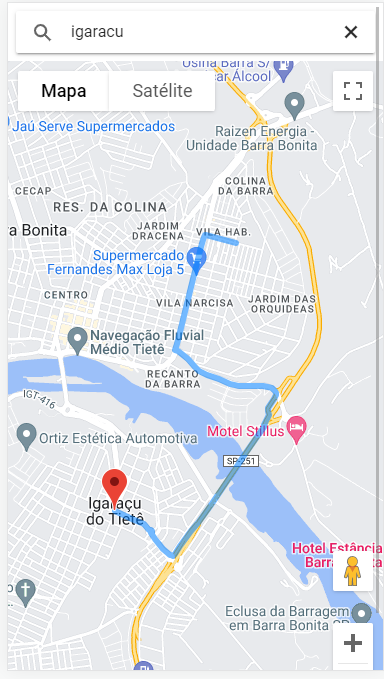 igaracu
Usina Barra S/
car Álcool
Mapa
Satélite
Jaú Serve Supermercados
Raizen Energia -
Unidade Barra Bonita
CECAP
COLINA
DA BARRA
RES. DA COLINA
JARDIM
DRACENA
VILA HAB.
a Bonita
Supermercado
Fernandes Max Loja 5
CENTRO
VILA NARCISA
JARDIM DAS
ORQUIDEAS
Navegação Fluvial
Médio Tietê
RECANTO
DA BARRA
IGT-416
Motel Stillus
Ortiz Estética Automotiva
SP-251
Igaraçu
do Tietê
Hotel Estância
Barra
Eclusa da Barragem
em Barra Bonita SP